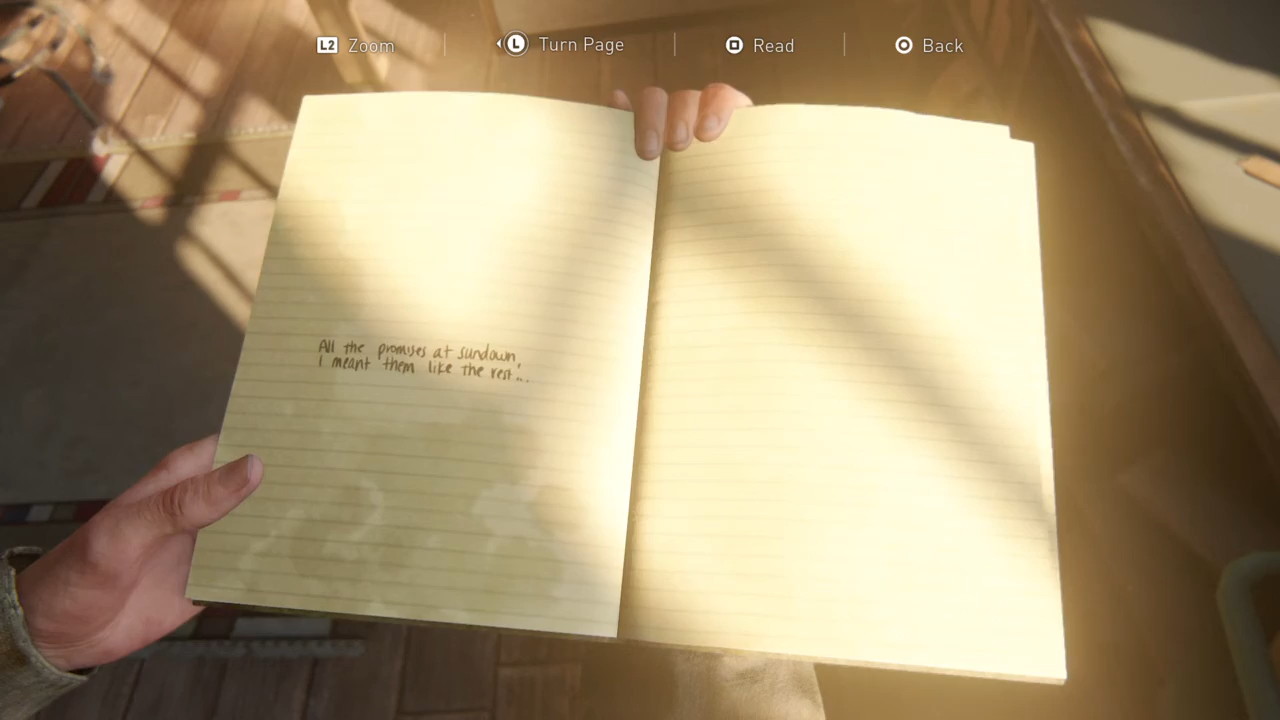 L2 Zoom
L Turn Page
Read
Back
All the promises at sundown,
I meant them like the rest...